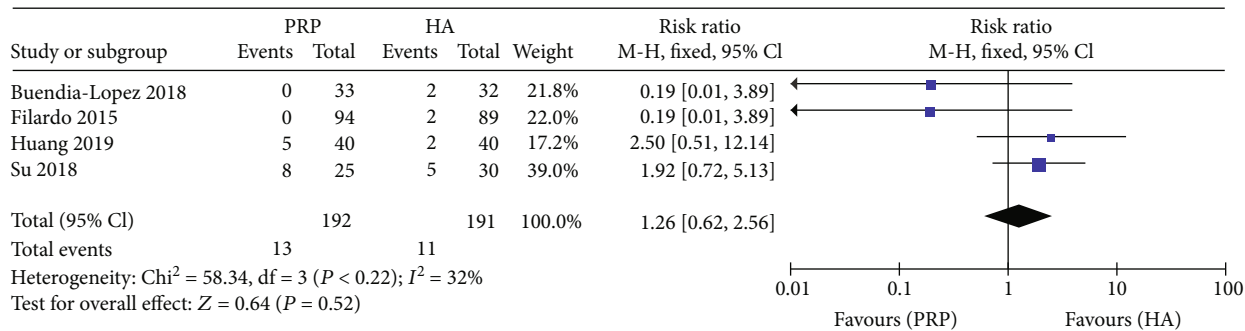 PRP HA Risk ratio Risk ratio
Study or subgroup Events Total Events Total Weight M-H, fixed, 95% Cl M-H, fixed, 95% Cl
Buendia-Lopez 2018 0 33 2 32 21.8% 0.19 [0.01, 3.89]
Filardo 2015 0 94 2 89 22.0% 0.19 [0.01, 3.89]
Huang 2019 5 40 2 40 17.2% 2.50 [0.51, 12.14]
Su 2018 8 25 5 30 39.0% 1.92 [0.72, 5.13]
Total (95% Cl) 192 191 100.0% 1.26 [0.62, 2.56]
Total events 13 11
Heterogeneity: Chi² = 58.34, df = 3 (P < 0.22); I² = 32%
Test for overall effect: Z = 0.64 (P = 0.52)
0.01 0.1 1 10 100
Favours (PRP) Favours (HA)